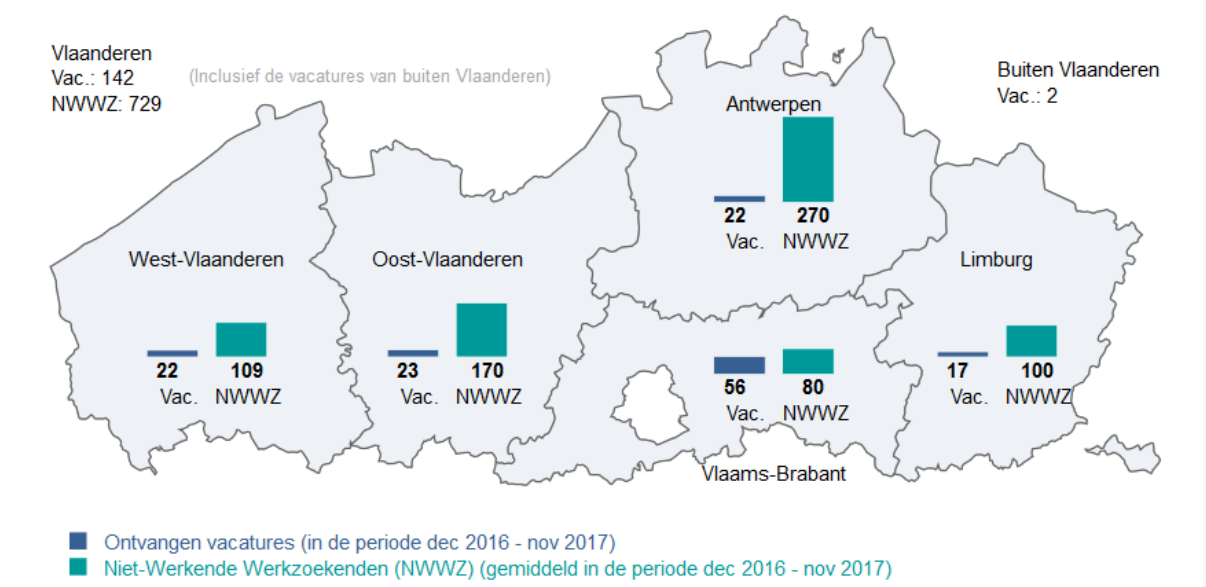 Vlaanderen
Vac.: 142
(Inclusief de vacatures van buiten Vlaanderen)
NWWZ: 729
Buiten Vlaanderen
Vac.: 2
Antwerpen
22 270
Vac. NWWZ
West-Vlaanderen
22 109
Vac. NWWZ
Oost-Vlaanderen
23 170
Vac. NWWZ
56 80
Vac. NWWZ
Vlaams-Brabant
Limburg
17 100
Vac. NWWZ
Ontvangen vacatures (in de periode dec 2016 - nov 2017)
Niet-Werkende Werkzoekenden (NWWZ) (gemiddeld in de periode dec 2016 - nov 2017)